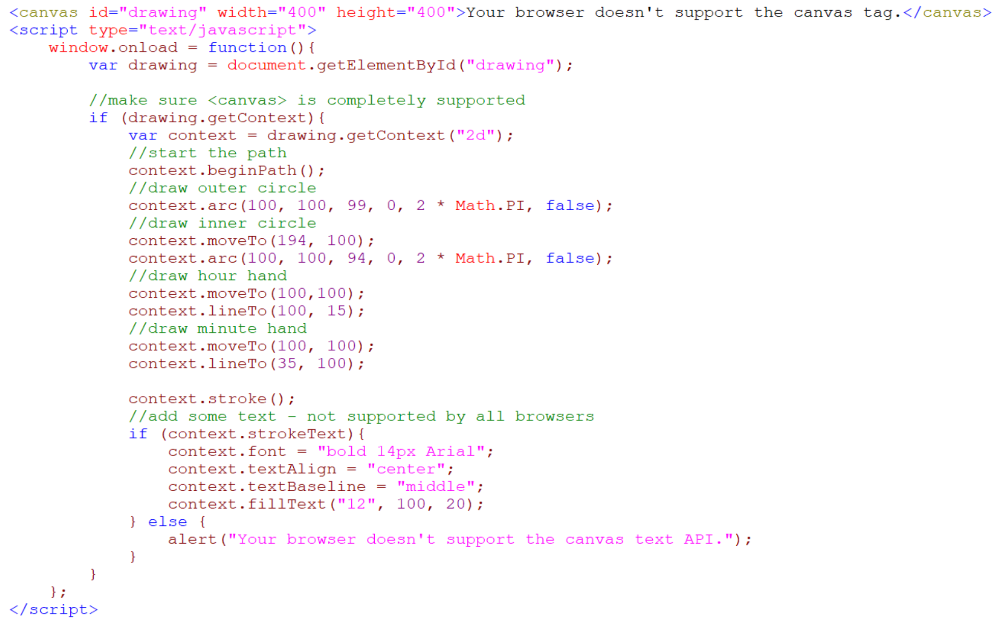 <canvas id="drawing" width="400" height="400">Your browser doesn't support the canvas tag.</canvas>
<script type="text/javascript">
    window.onload = function(){
        var drawing = document.getElementById("drawing");

        //make sure <canvas> is completely supported
        if (drawing.getContext){
            var context = drawing.getContext("2d");
            //start the path
            context.beginPath();
            //draw outer circle
            context.arc(100, 100, 99, 0, 2 * Math.PI, false);
            //draw inner circle
            context.moveTo(194, 100);
            context.arc(100, 100, 94, 0, 2 * Math.PI, false);
            //draw hour hand
            context.moveTo(100,100);
            context.lineTo(100, 15);
            //draw minute hand
            context.moveTo(100, 100);
            context.lineTo(35, 100);

            context.stroke();
            //add some text - not supported by all browsers
            if (context.strokeText){
                context.font = "bold 14px Arial";
                context.textAlign = "center";
                context.textBaseline = "middle";
                context.fillText("12", 100, 20);
            } else {
                alert("Your browser doesn't support the canvas text API.");
            }
        }
    };
</script>